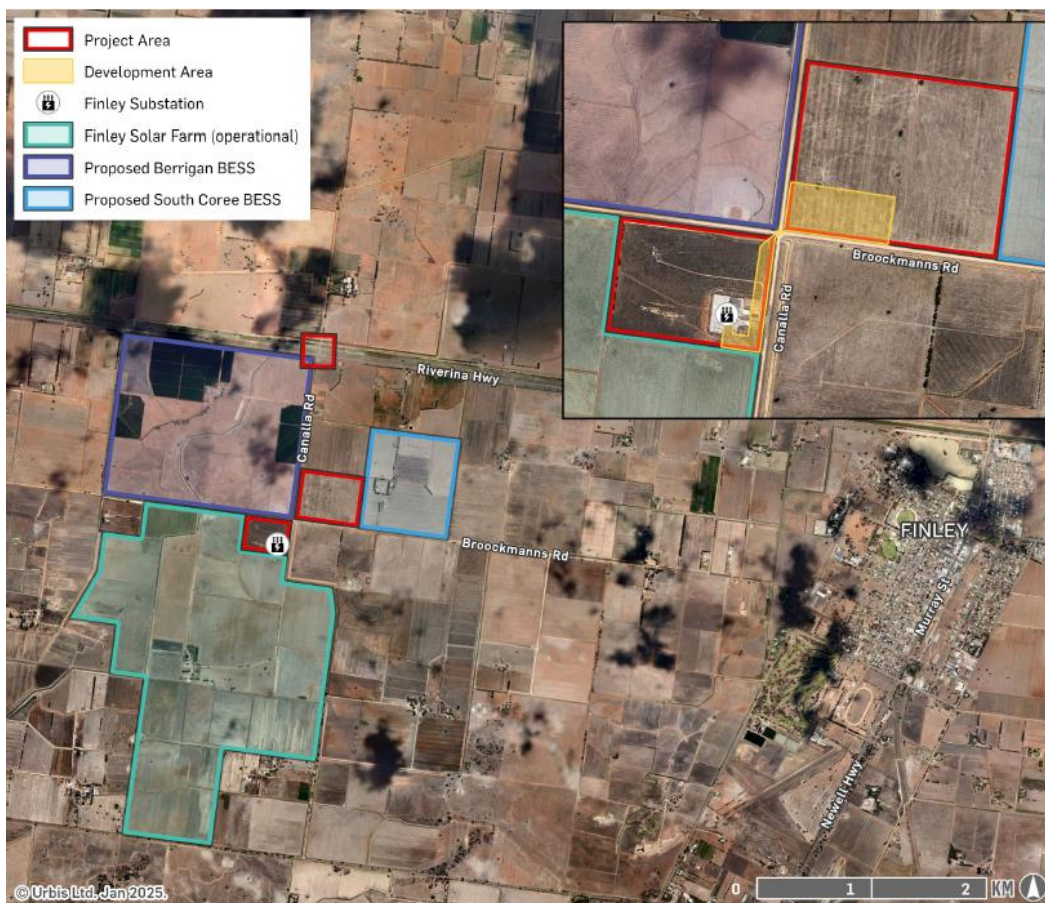 Project Area
Development Area
Finley Substation
Finley Solar Farm (operational)
Proposed Berrigan BESS
Proposed South Coree BESS
Broockmanns Rd
Canalla Rd
Riverina Hwy
Canalla Rd
Broockmanns Rd
FINLEY
Murray St
Newell Hwy
© Urbis Ltd. Jan 2025.
0 1 2 KM